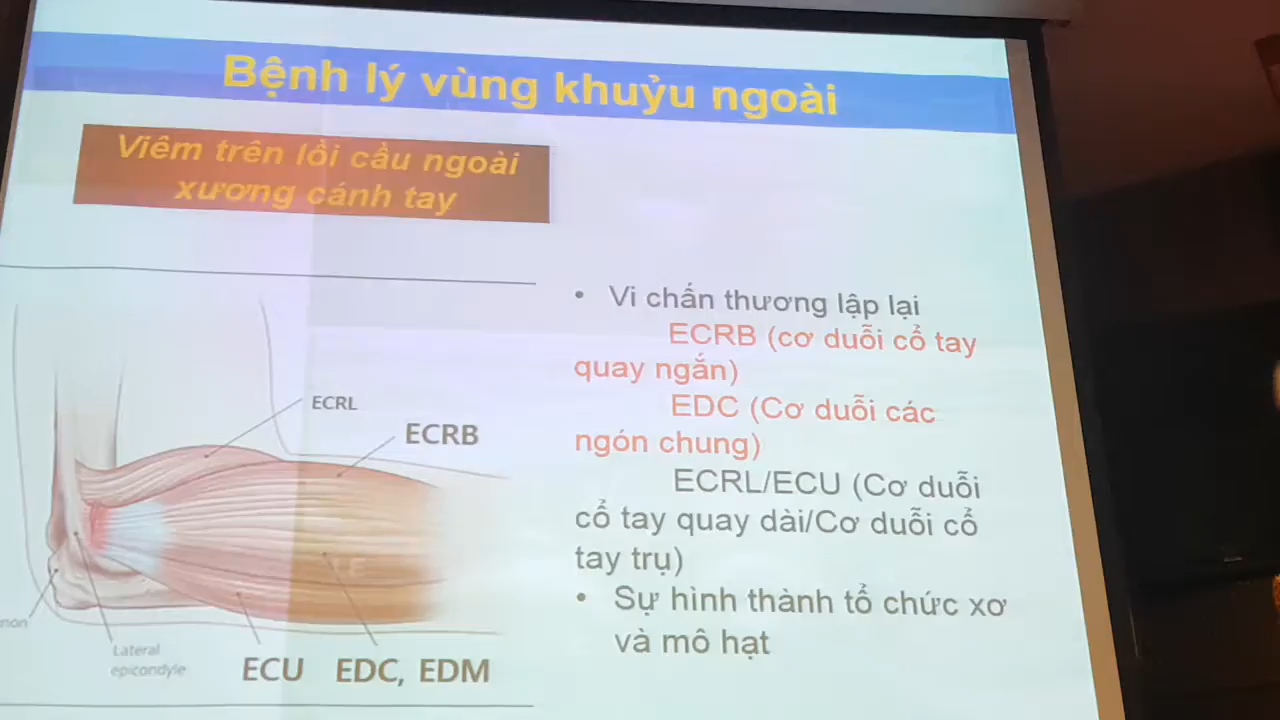 Bệnh lý vùng khuỷu ngoài
Viêm trên lồi cầu ngoài
xương cánh tay
• Vi chấn thương lập lại
ECRB (cơ duỗi cổ tay
quay ngắn)
EDC (Cơ duỗi các
ngón chung)
ECRL/ECU (Cơ duỗi
cổ tay quay dài/Cơ duỗi cổ
tay trụ)
• Sự hình thành tổ chức xơ
và mô hạt
ECRL
ECRB
non
Lateral
epicondyle
ECU EDC, EDM